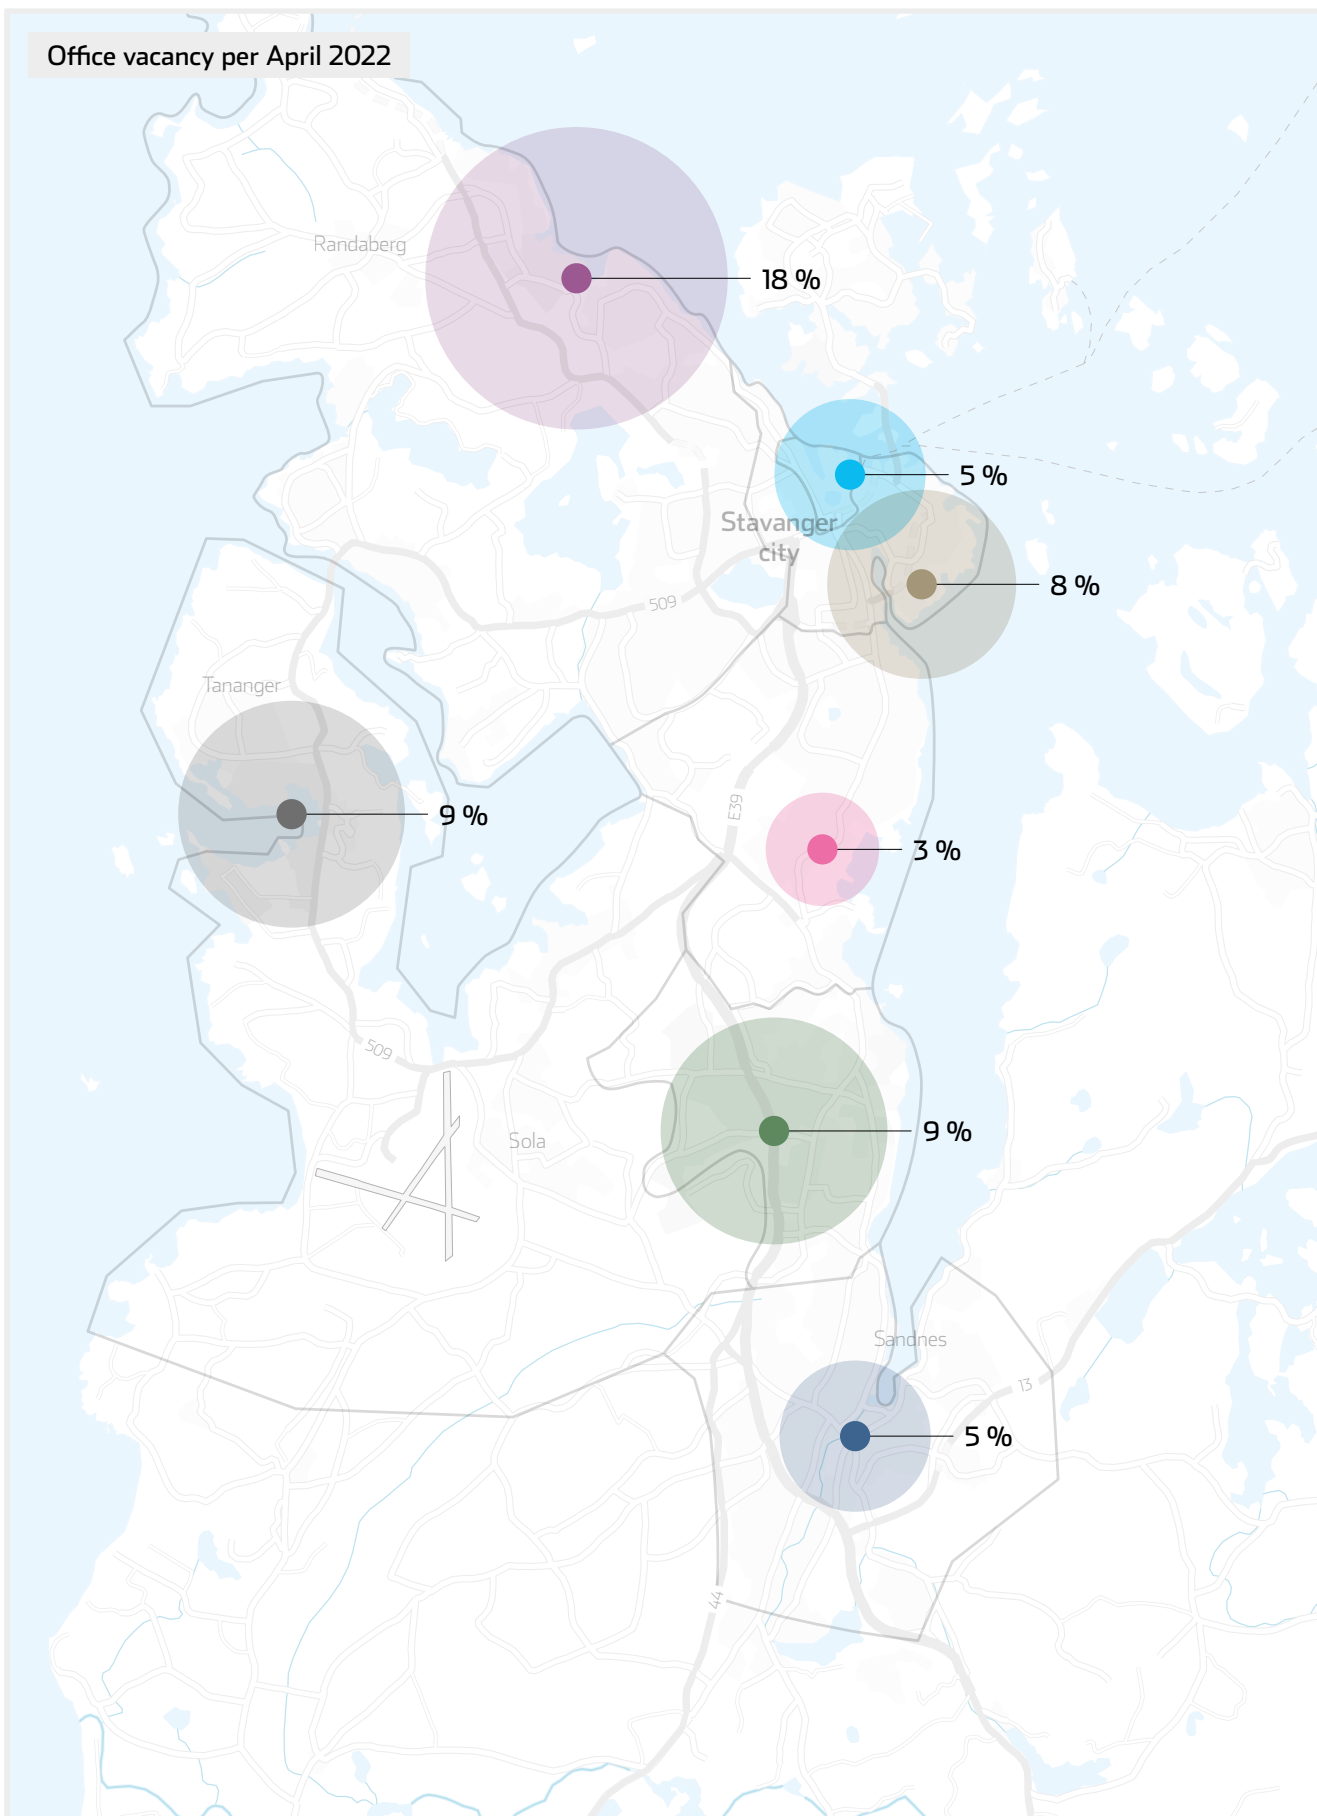 Office vacancy per April 2022
Randaberg
18 %
5 %
Stavanger
city
8 %
509
Tananger
E39
9 %
3 %
509
9 %
Sola
Sandnes
13
5 %
44